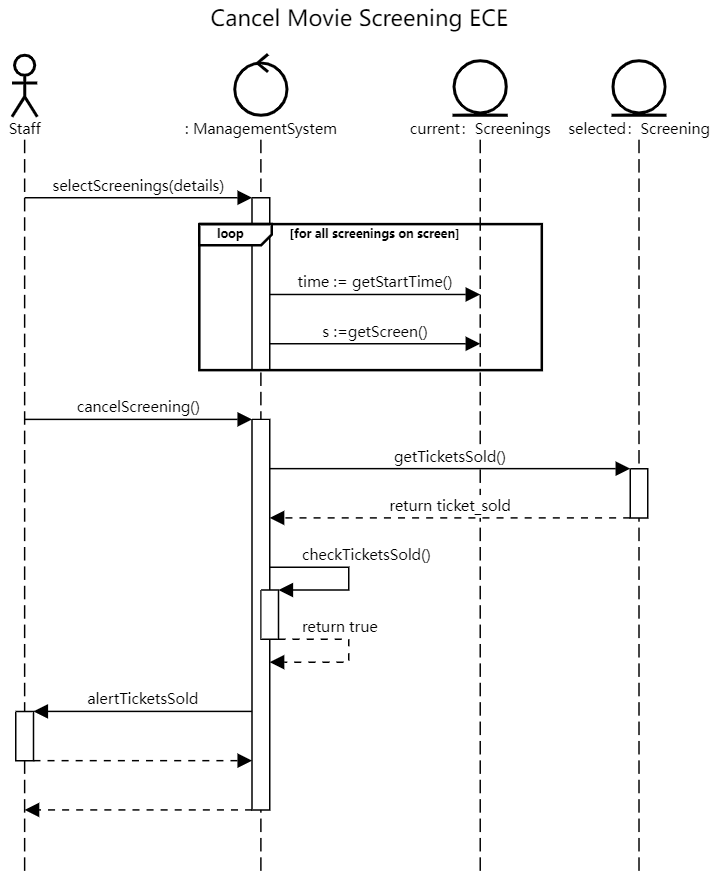 Cancel Movie Screening ECE
Staff
: ManagementSystem
current: Screenings
selected: Screening
selectScreenings(details)
loop
[for all screenings on screen]
time := getStartTime()
s :=getScreen()
cancelScreening()
getTicketsSold()
return ticket_sold
checkTicketsSold()
return true
alertTicketsSold